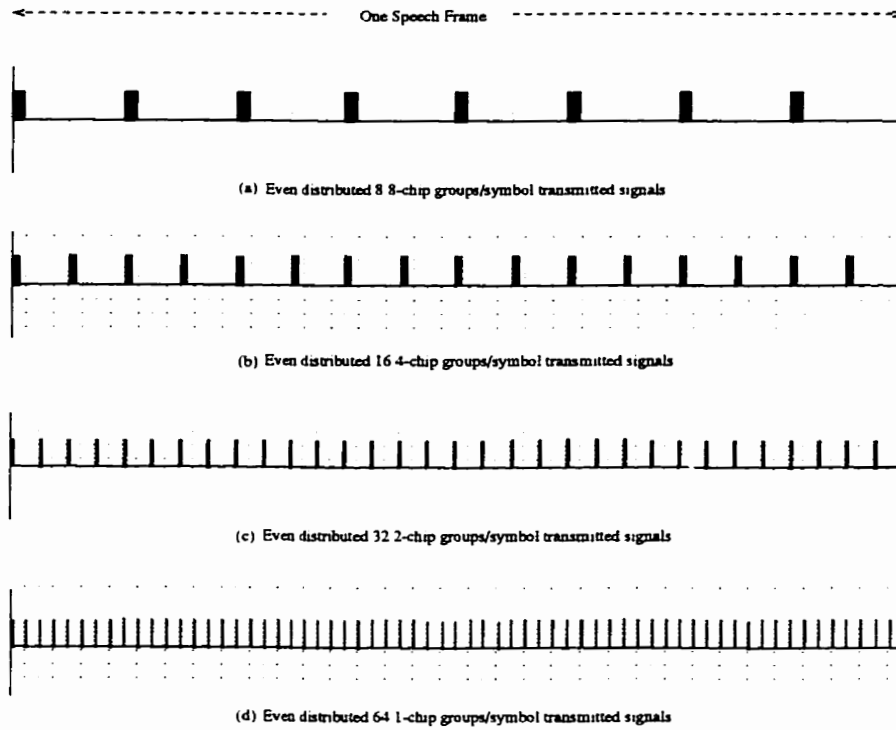 One Speech Frame
(a) Even distributed 8 8-chip groups/symbol transmitted signals
(b) Even distributed 16 4-chip groups/symbol transmitted signals
(c) Even distributed 32 2-chip groups/symbol transmitted signals
(d) Even distributed 64 1-chip groups/symbol transmitted signals